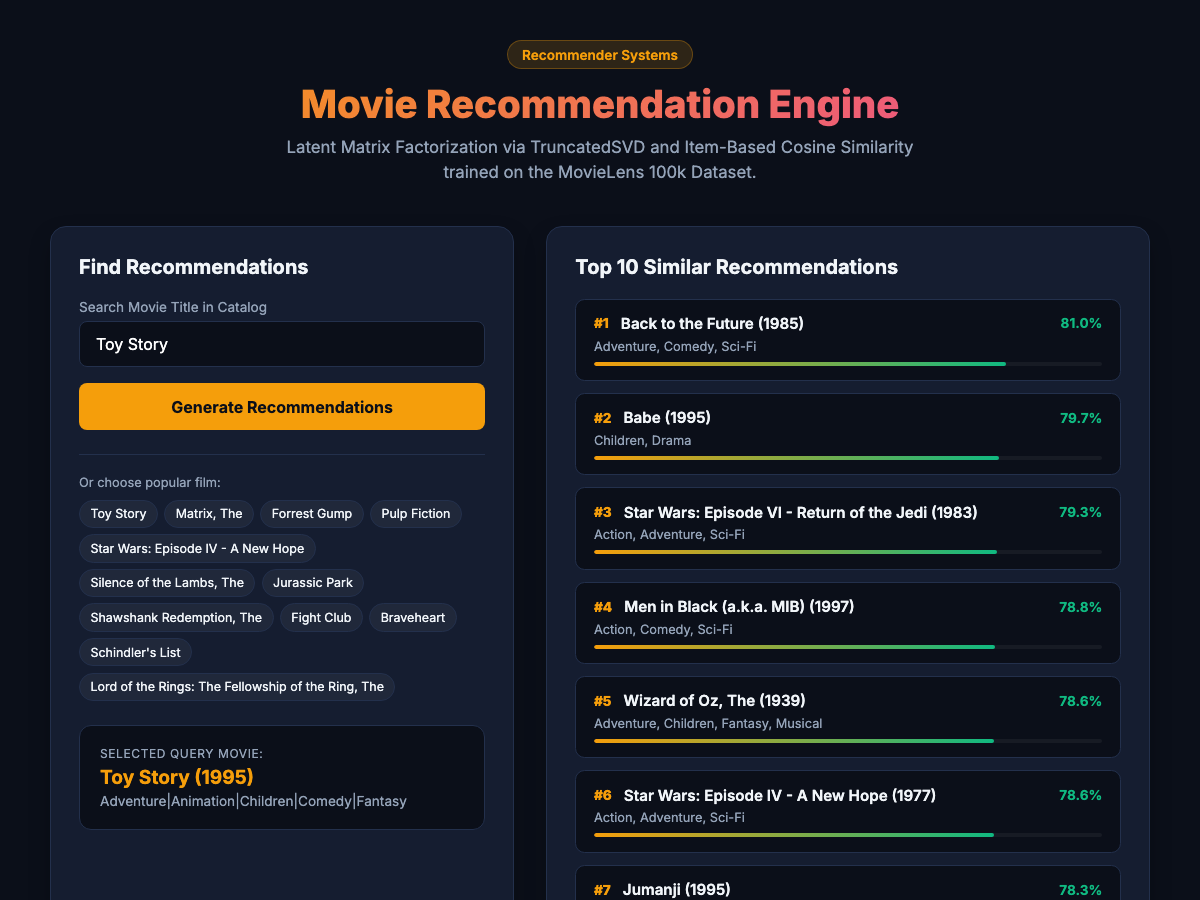 Recommender Systems
Movie Recommendation Engine
Latent Matrix Factorization via TruncatedSVD and Item-Based Cosine Similarity
trained on the MovieLens 100k Dataset.
Find Recommendations
Search Movie Title in Catalog
Toy Story
Generate Recommendations
Or choose popular film:
Toy Story
Matrix, The
Forrest Gump
Pulp Fiction
Star Wars: Episode IV - A New Hope
Silence of the Lambs, The
Jurassic Park
Shawshank Redemption, The
Fight Club
Braveheart
Schindler's List
Lord of the Rings: The Fellowship of the Ring, The
SELECTED QUERY MOVIE:
Toy Story (1995)
Adventure|Animation|Children|Comedy|Fantasy
Top 10 Similar Recommendations
#1 Back to the Future (1985) 81.0%
Adventure, Comedy, Sci-Fi
#2 Babe (1995) 79.7%
Children, Drama
#3 Star Wars: Episode VI - Return of the Jedi (1983) 79.3%
Action, Adventure, Sci-Fi
#4 Men in Black (a.k.a. MIB) (1997) 78.8%
Action, Comedy, Sci-Fi
#5 Wizard of Oz, The (1939) 78.6%
Adventure, Children, Fantasy, Musical
#6 Star Wars: Episode IV - A New Hope (1977) 78.6%
Action, Adventure, Sci-Fi
#7 Jumanji (1995) 78.3%